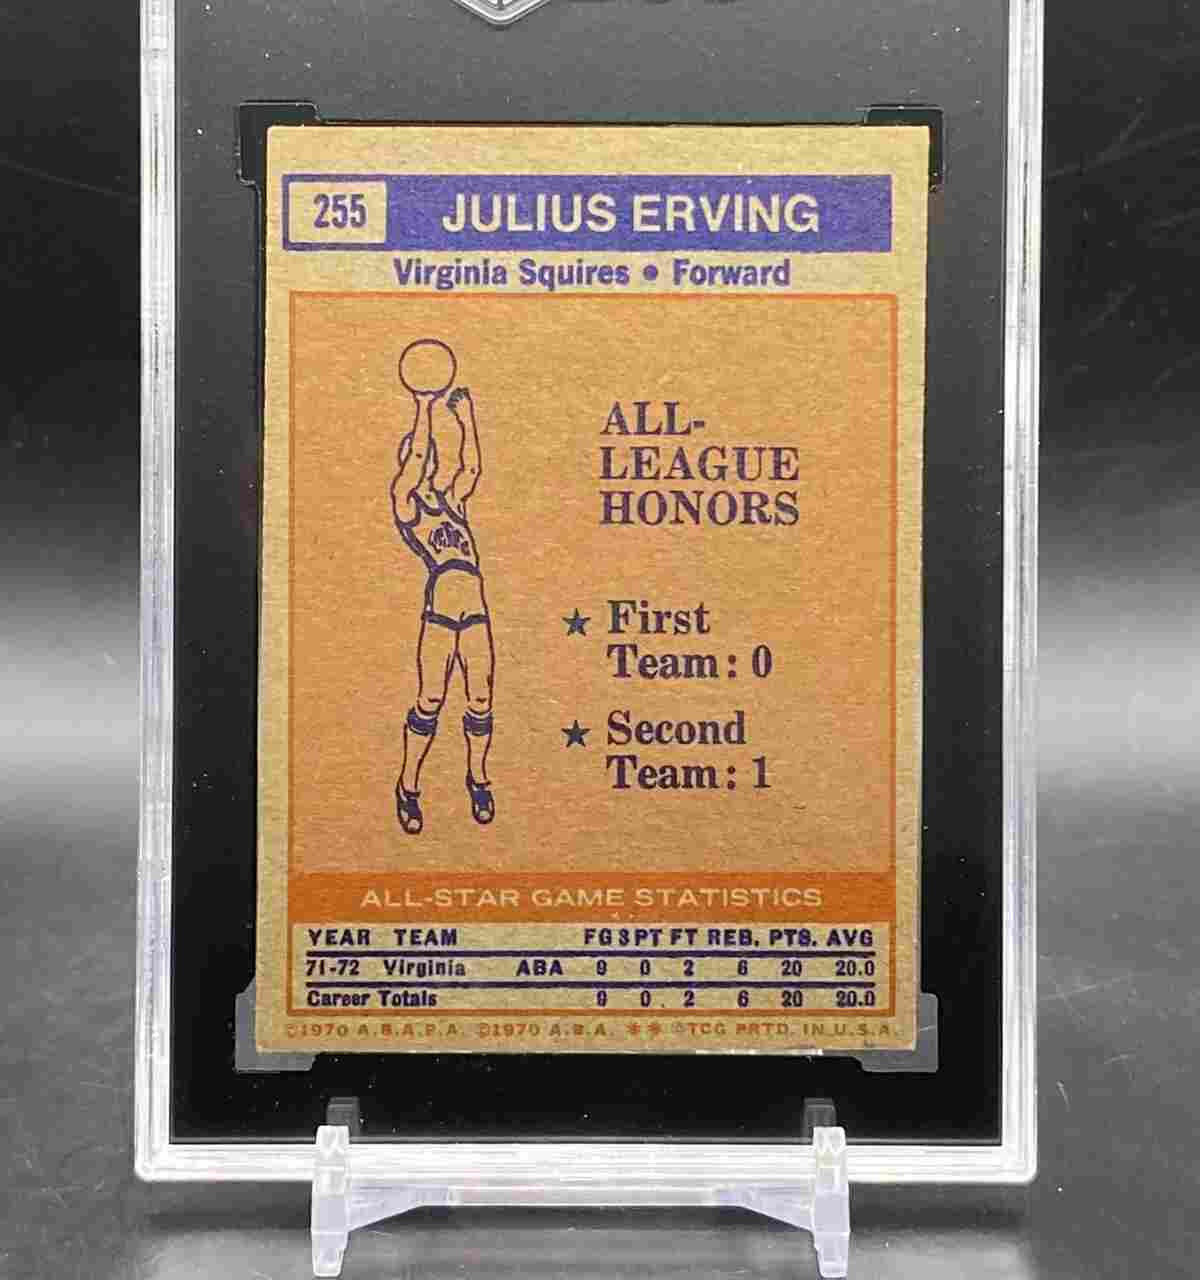 255 JULIUS ERVING
Virginia Squires • Forward
ALL-
LEAGUE
HONORS
★ First
Team: 0
★ Second
Team: 1
ALL-STAR GAME STATISTICS
YEAR TEAM FG 3PT FT REB. PTS. AVG
71-72 Virginia ABA 9 0 2 6 20 20.0
Career Totals 9 0 2 6 20 20.0
©1970 A.B.A.P.A. ©1970 A.B.A. ** ©TCG PRTD. IN U.S.A.